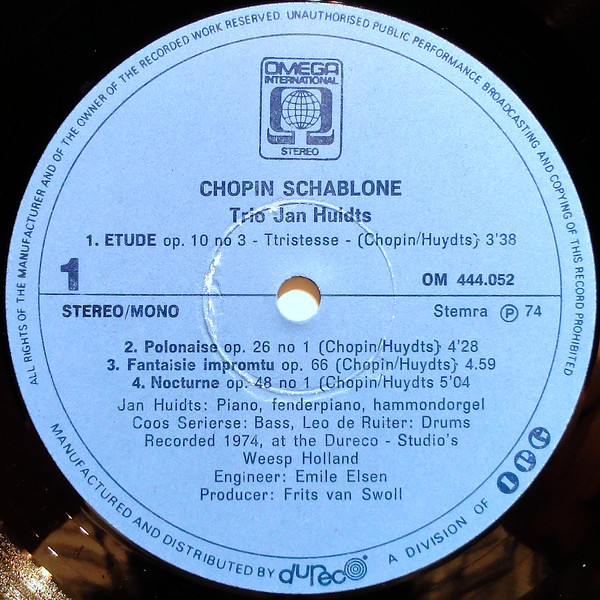 ALL RIGHTS OF THE MANUFACTURER AND OF THE OWNER OF THE RECORDED WORK RESERVED. UNAUTHORISED PUBLIC PERFORMANCE BROADCASTING AND COPYING OF THIS RECORD PROHIBITED
OMEGA
INTERNATIONAL
STEREO
CHOPIN SCHABLONE
Trio Jan Huidts
1. ETUDE op. 10 no 3 - Ttristesse - (Chopin/Huydts} 3'38
1
OM 444.052
STEREO/MONO
Stemra Ⓟ 74
2. Polonaise op. 26 no 1 (Chopin/Huydts} 4'28
3. Fantaisie impromtu op. 66 (Chopin/Huydts} 4.59
4. Nocturne op. 48 no 1 (Chopin/Huydts 5'04
Jan Huidts: Piano, fenderpiano, hammondorgel
Coos Serierse: Bass, Leo de Ruiter: Drums
Recorded 1974, at the Dureco - Studio's
Weesp Holland
Engineer: Emile Elsen
Producer: Frits van Swoll
MANUFACTURED AND DISTRIBUTED BY dureco A DIVISION OF